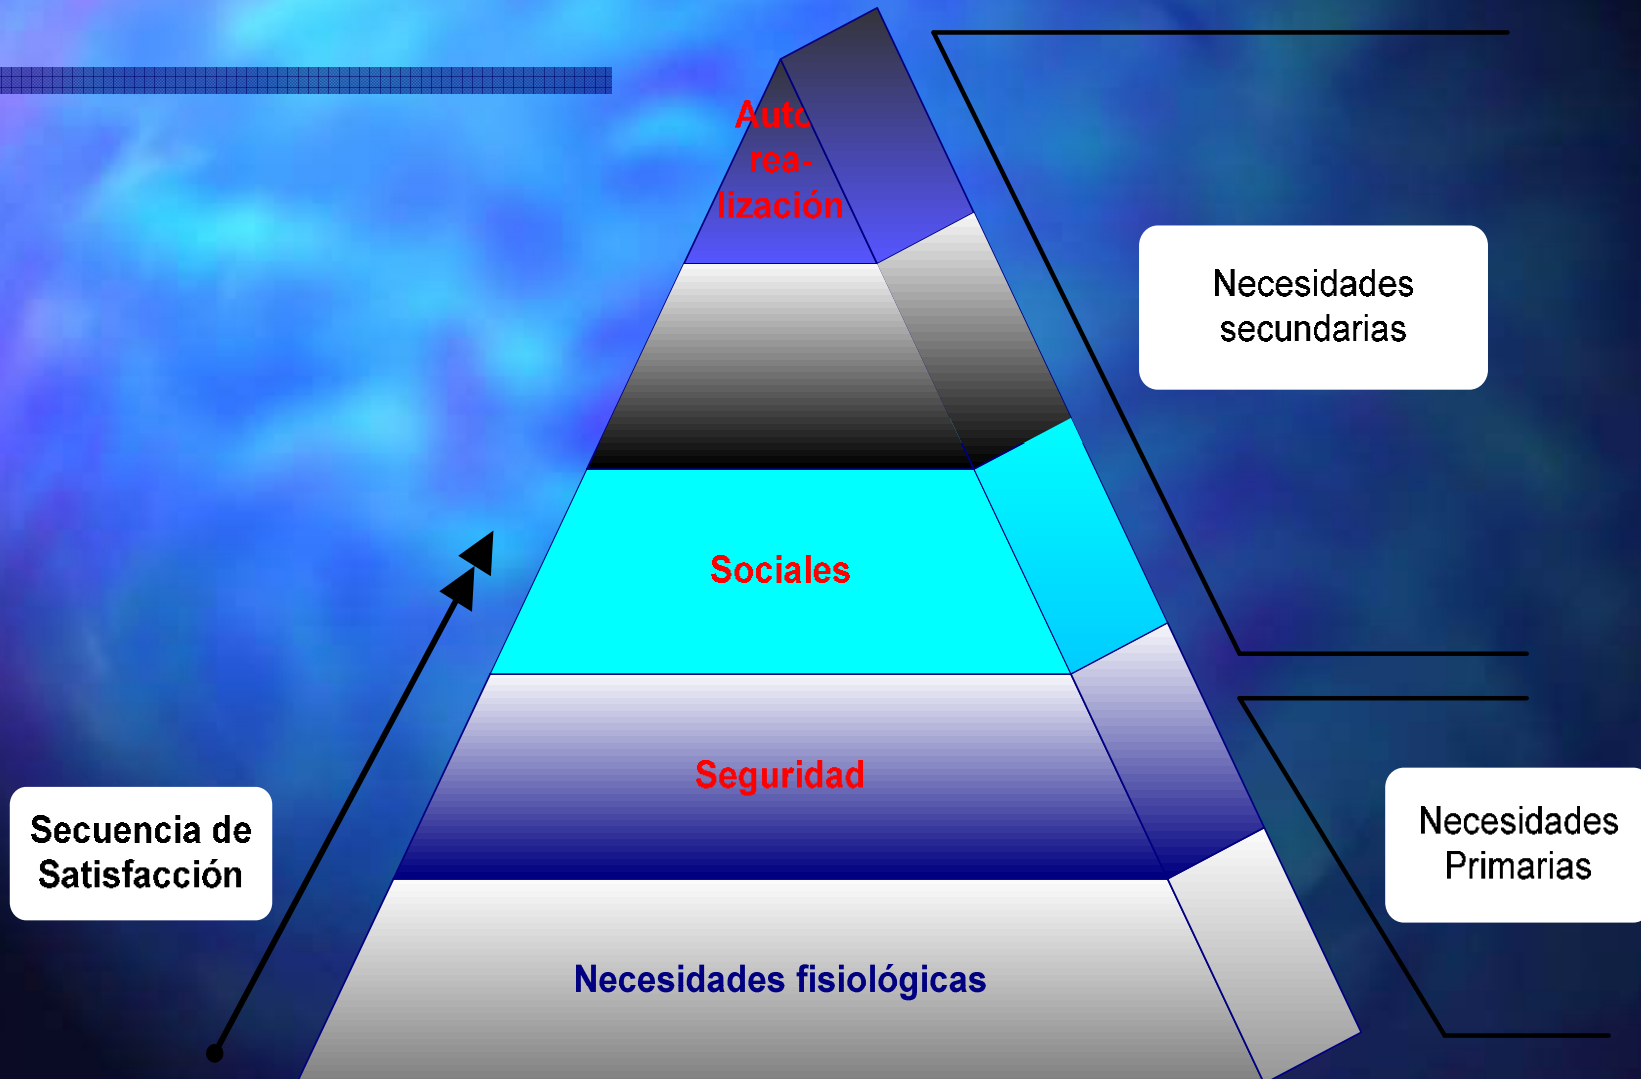 Auto
rea-
lización
Necesidades
secundarias
Sociales
Seguridad
Secuencia de
Satisfacción
Necesidades
Primarias
Necesidades fisiológicas